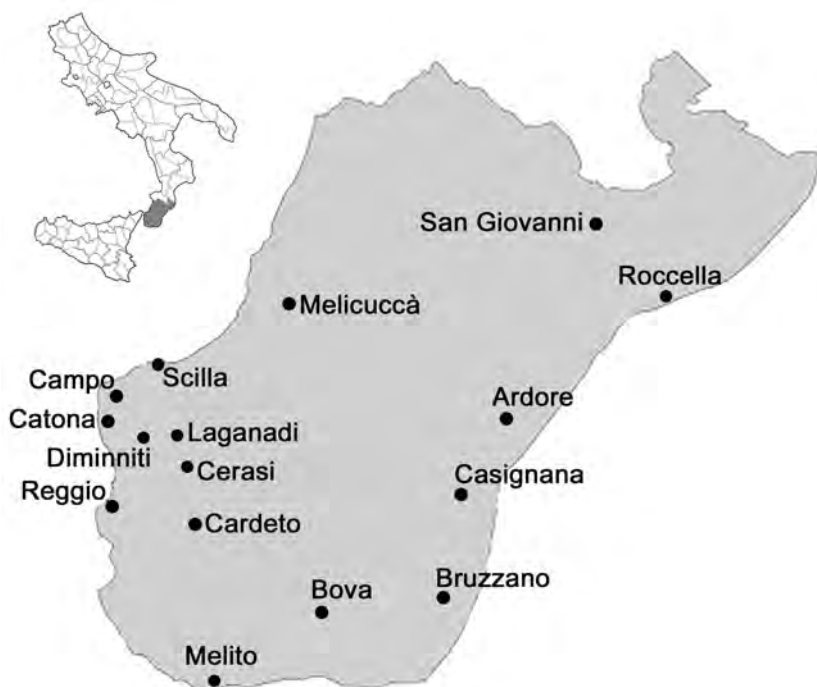 San Giovanni
Roccella
Melicuccà
Scilla
Campo
Ardore
Catona
Laganadi
Diminniti
Cerasi
Casignana
Reggio
Cardeto
Bruzzano
Bova
Melito